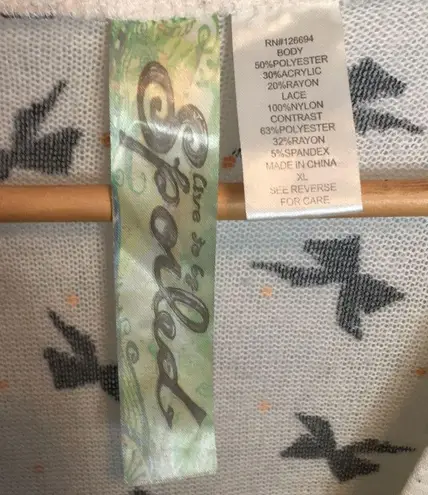 Live & be
Spoiled
RN#126694
BODY
50%POLYESTER
30%ACRYLIC
20%RAYON
LACE
100%NYLON
CONTRAST
63%POLYESTER
32%RAYON
5%SPANDEX
MADE IN CHINA
XL
SEE REVERSE
FOR CARE